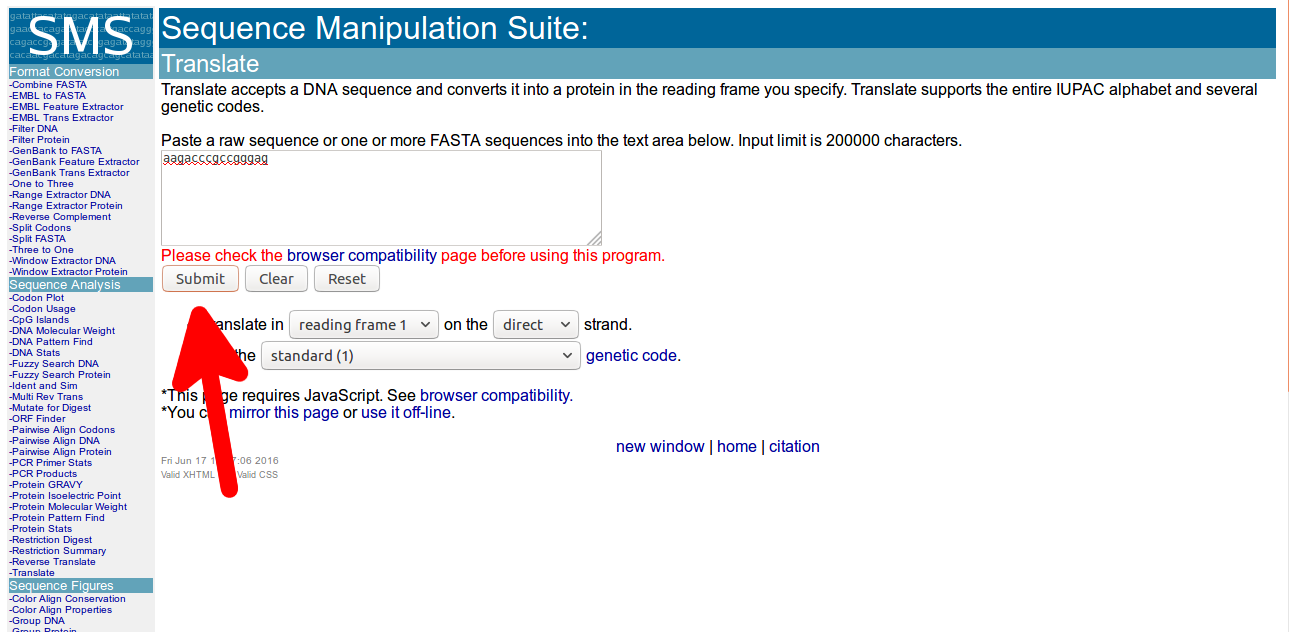 SMS
Format Conversion
-Combine FASTA
-EMBL to FASTA
-EMBL Feature Extractor
-EMBL Trans Extractor
-Filter DNA
-Filter Protein
-GenBank to FASTA
-GenBank Feature Extractor
-GenBank Trans Extractor
-One to Three
-Range Extractor DNA
-Range Extractor Protein
-Reverse Complement
-Split Codons
-Split FASTA
-Three to One
-Window Extractor DNA
-Window Extractor Protein
Sequence Analysis
-Codon Plot
-Codon Usage
-CpG Islands
-DNA Molecular Weight
-DNA Pattern Find
-DNA Stats
-Fuzzy Search DNA
-Fuzzy Search Protein
-Ident and Sim
-Multi Rev Trans
-Mutate for Digest
-ORF Finder
-Pairwise Align Codons
-Pairwise Align DNA
-Pairwise Align Protein
-PCR Primer Stats
-PCR Products
-Protein GRAVY
-Protein Isoelectric Point
-Protein Molecular Weight
-Protein Pattern Find
-Protein Stats
-Restriction Digest
-Restriction Summary
-Reverse Translate
-Translate
Sequence Figures
-Color Align Conservation
-Color Align Properties
-Group DNA
-Group Protein
Sequence Manipulation Suite:
Translate
Translate accepts a DNA sequence and converts it into a protein in the reading frame you specify. Translate supports the entire IUPAC alphabet and several
genetic codes.
Paste a raw sequence or one or more FASTA sequences into the text area below. Input limit is 200000 characters.
aagacccgccgggag
Please check the browser compatibility page before using this program.
Submit Clear Reset
anslate in reading frame 1 on the direct strand.
the standard (1) genetic code.
*This page requires JavaScript. See browser compatibility.
*You c mirror this page or use it off-line.
new window | home | citation
Fri Jun 17 1 7:06 2016
Valid XHTML Valid CSS